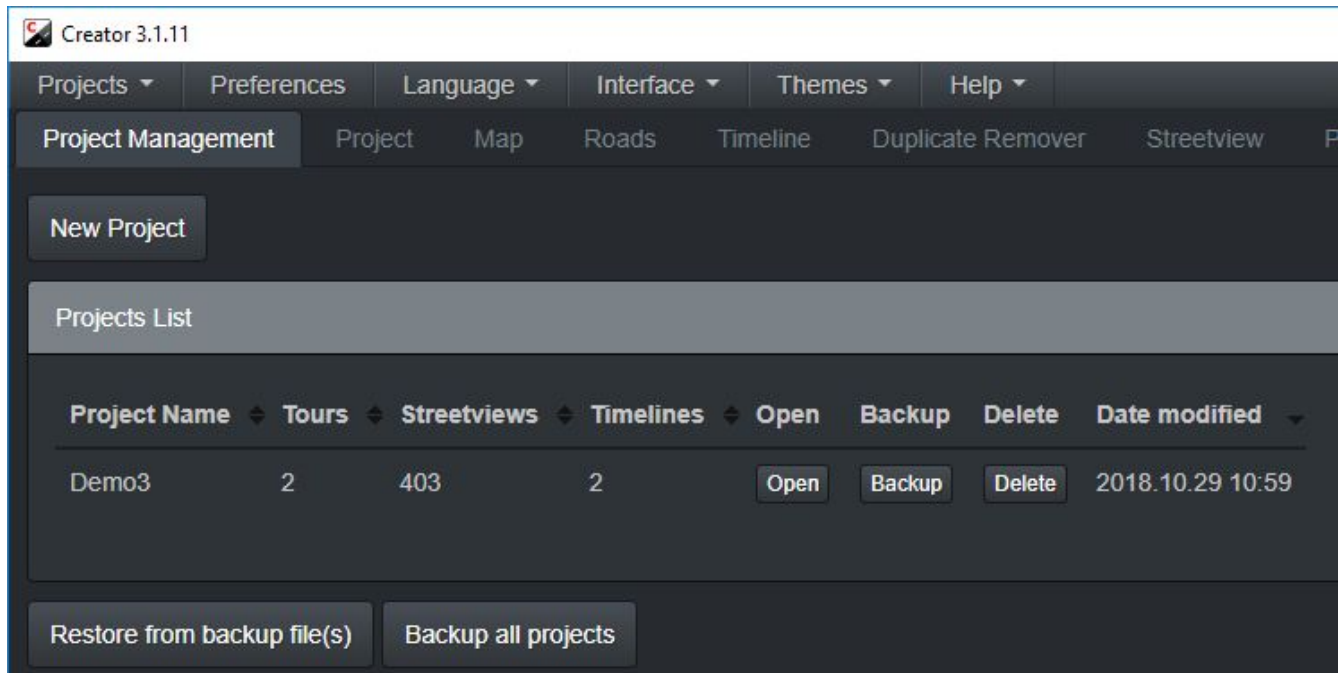 Creator 3.1.11
Projects Preferences Language Interface Themes Help
Project Management Project Map Roads Timeline Duplicate Remover Streetview
New Project
Projects List
Project Name Tours Streetviews Timelines Open Backup Delete Date modified
Demo3 2 403 2 Open Backup Delete 2018.10.29 10:59
Restore from backup file(s) Backup all projects